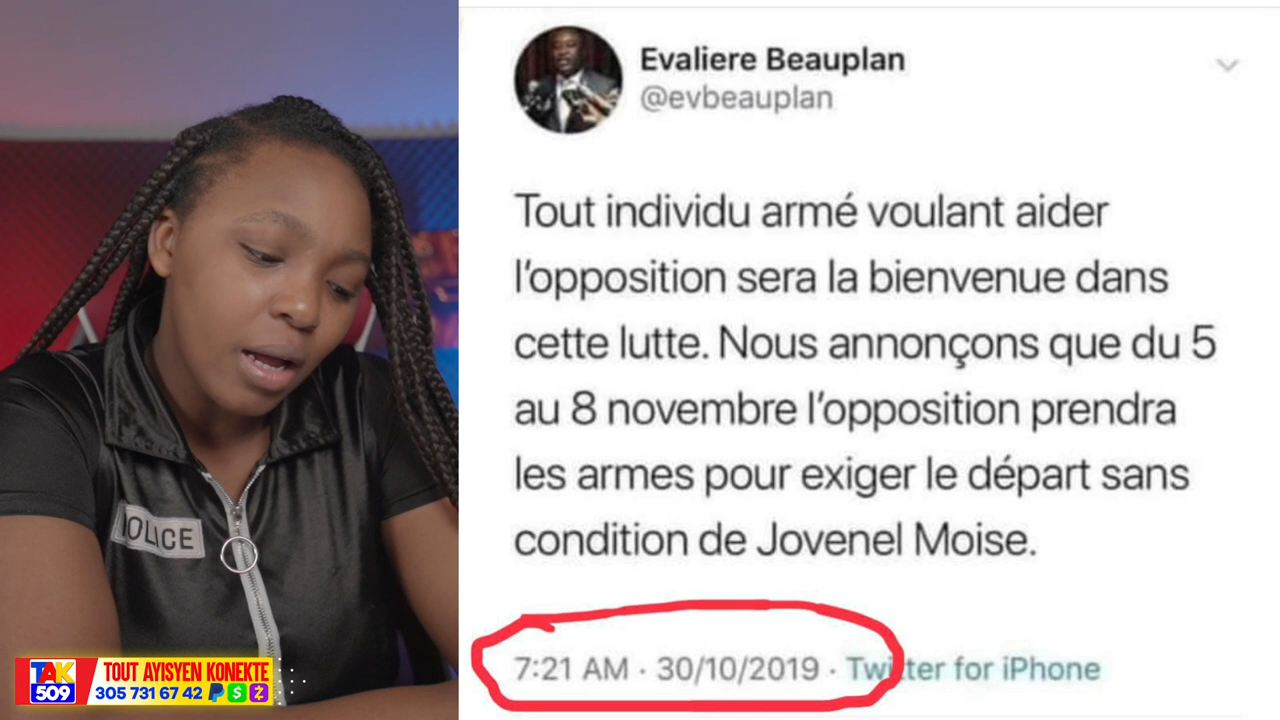 Evaliere Beauplan
@evbeauplan
Tout individu armé voulant aider
l'opposition sera la bienvenue dans
cette lutte. Nous annonçons que du 5
au 8 novembre l'opposition prendra
les armes pour exiger le départ sans
condition de Jovenel Moise.
7:21 AM · 30/10/2019 · Twitter for iPhone
OLICE
TAK
509
TOUT AYISYEN KONEKTE
305 731 67 42